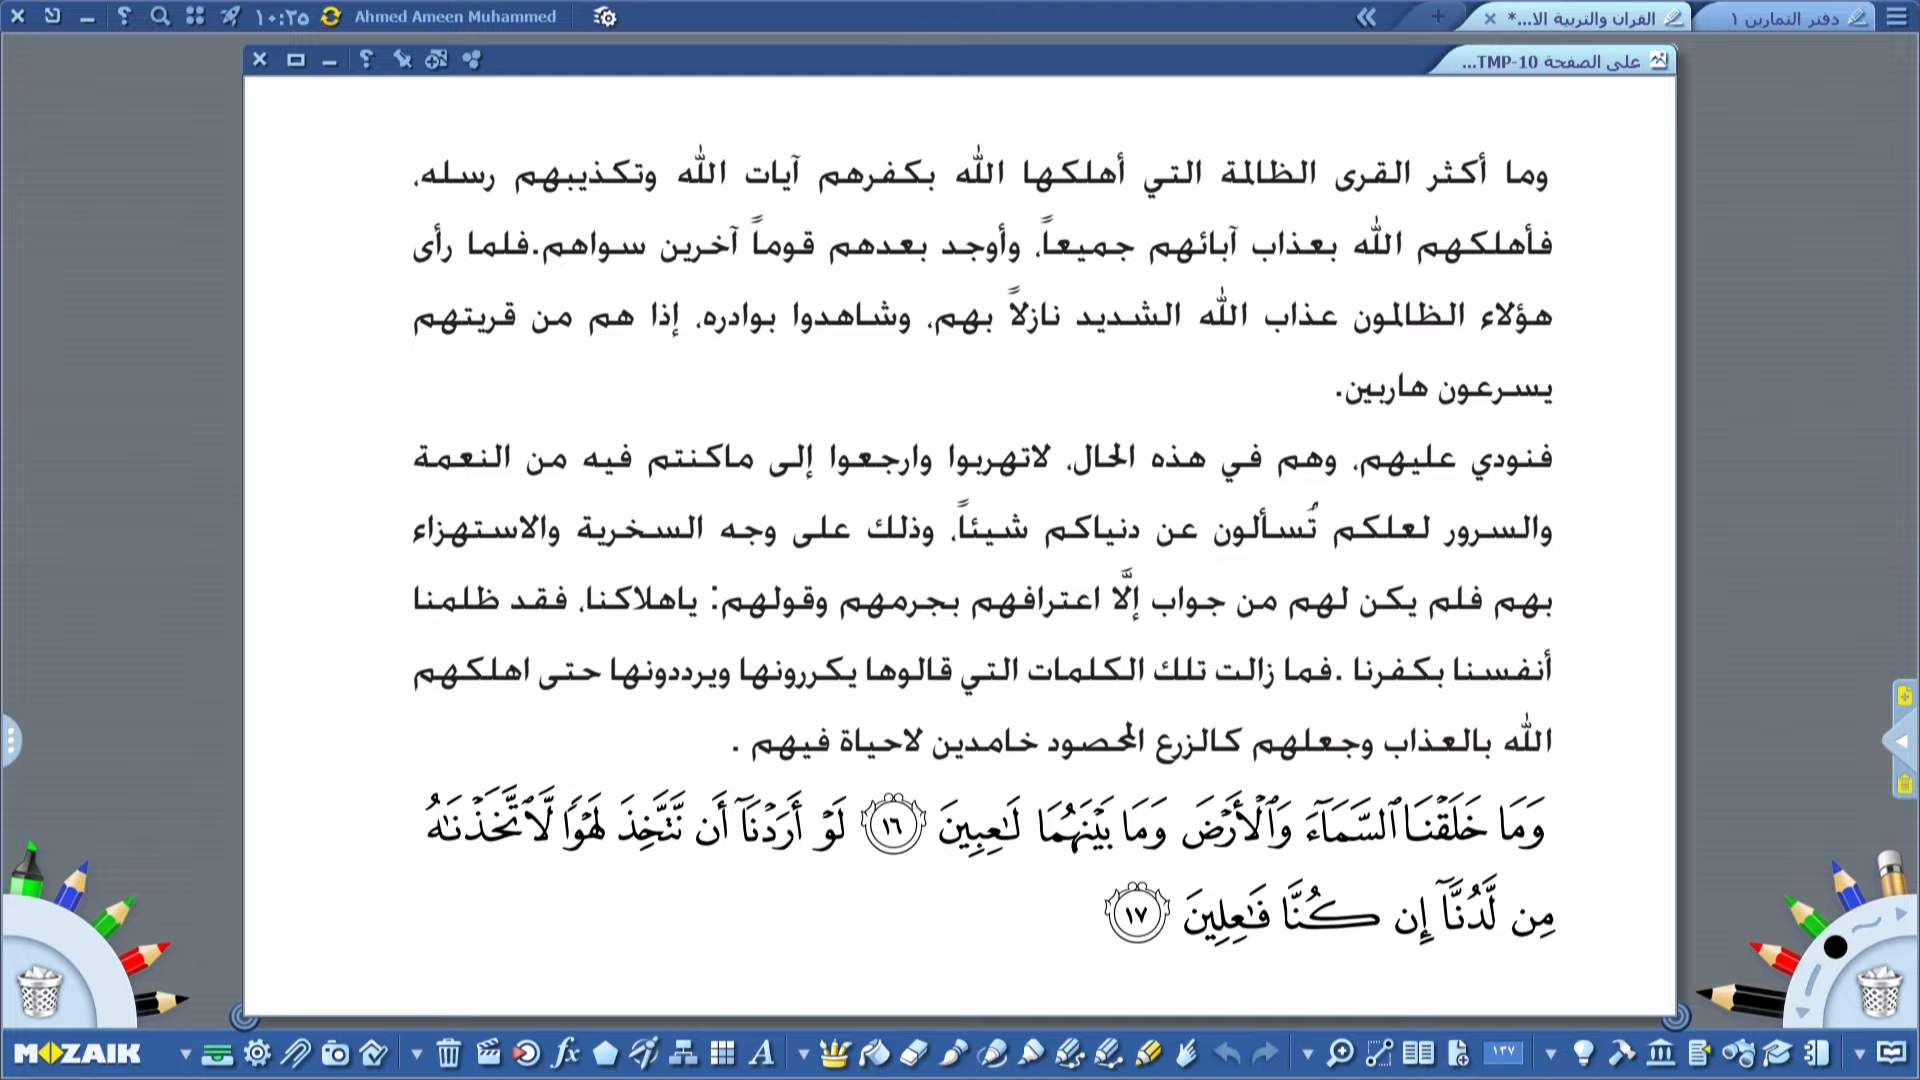 Ahmed Ameen Muhammed
١٠:٢٥
القران والتربية الا...*
دفتر التمارين ١
على الصفحة TMP-10...
وما أكثر القرى الظالمة التي أهلكها الله بكفرهم آيات الله وتكذيبهم رسله،
فأهلكهم الله بعذاب آبائهم جميعاً، وأوجد بعدهم قوماً آخرين سواهم.فلما رأى
هؤلاء الظالمون عذاب الله الشديد نازلاً بهم، وشاهدوا بوادره، إذا هم من قريتهم
يسرعون هاربين.
فنودي عليهم، وهم في هذه الحال، لاتهربوا وارجعوا إلى ماكنتم فيه من النعمة
والسرور لعلكم تُسألون عن دنياكم شيئاً، وذلك على وجه السخرية والاستهزاء
بهم فلم يكن لهم من جواب إلَّا اعترافهم بجرمهم وقولهم: ياهلاكنا، فقد ظلمنا
أنفسنا بكفرنا .فما زالت تلك الكلمات التي قالوها يكررونها ويرددونها حتى اهلكهم
الله بالعذاب وجعلهم كالزرع المحصود خامدين لاحياة فيهم .
وَمَا خَلَقْنَا ٱلسَّمَآءَ وَٱلْأَرْضَ وَمَا بَيْنَهُمَا لَٰعِبِينَ ١٦ لَوْ أَرَدْنَآ أَن نَّتَّخِذَ لَهْوًا لَّٱتَّخَذْنَٰهُ
مِن لَّدُنَّآ إِن كُنَّا فَٰعِلِينَ ١٧
MOZAIK
١٣٧